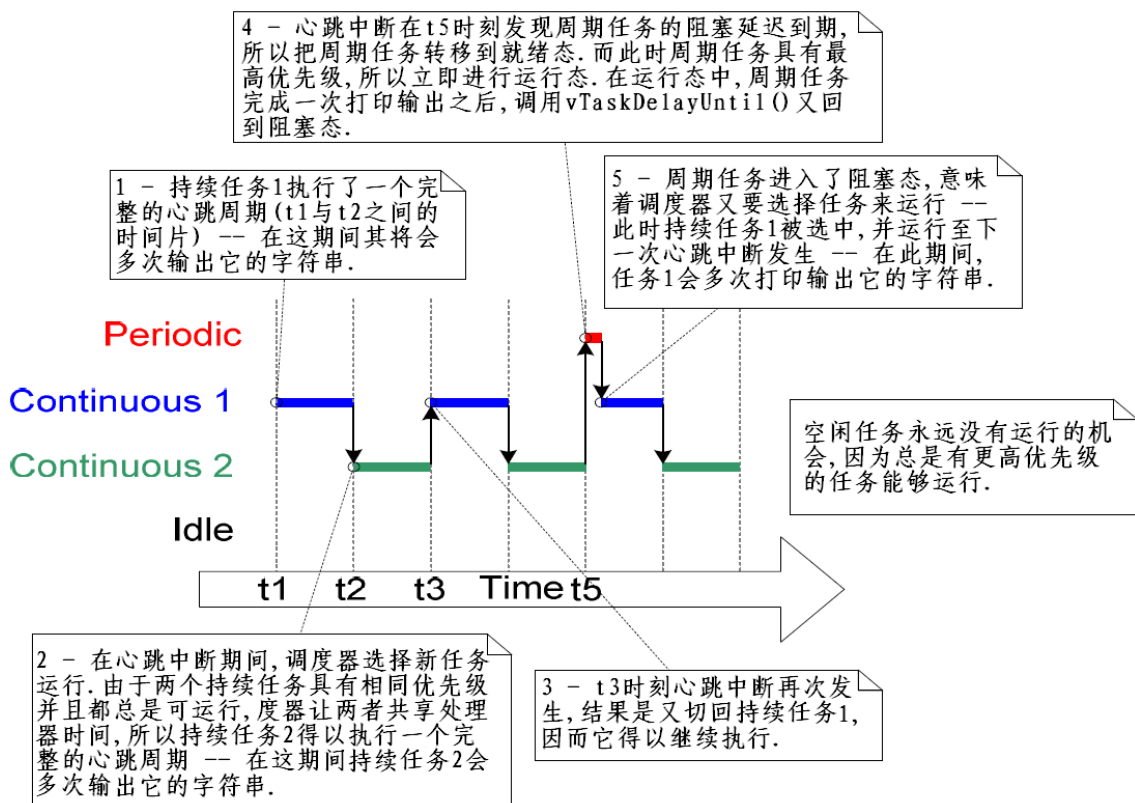 4 - 心跳中断在t5时刻发现周期任务的阻塞延迟到期,
所以把周期任务转移到就绪态.而此时周期任务具有最
高优先级,所以立即进行运行态.在运行态中,周期任务
完成一次打印输出之后,调用vTaskDelayUntil()又回
到阻塞态.
1 - 持续任务1执行了一个完
整的心跳周期(t1与t2之间的
时间片) -- 在这期间其将会
多次输出它的字符串.
5 - 周期任务进入了阻塞态,意味
着调度器又要选择任务来运行 --
此时持续任务1被选中,并运行至下
一次心跳中断发生 -- 在此期间,
任务1会多次打印输出它的字符串.
Periodic
Continuous 1
Continuous 2
Idle
空闲任务永远没有运行的机
会,因为总是有更高优先级
的任务能够运行.
t1 t2 t3 Time t5
2 - 在心跳中断期间,调度器选择新任务
运行.由于两个持续任务具有相同优先级
并且都总是可运行,度器让两者共享处理
器时间,所以持续任务2得以执行一个完
整的心跳周期 -- 在这期间持续任务2会
多次输出它的字符串.
3 - t3时刻心跳中断再次发
生,结果是又切回持续任务1,
因而它得以继续执行.